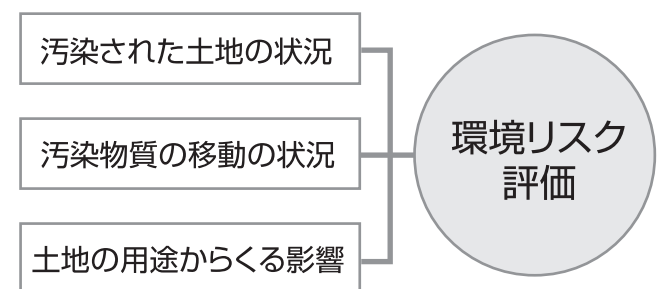 汚染された土地の状況
汚染物質の移動の状況
土地の用途からくる影響
環境リスク
評価